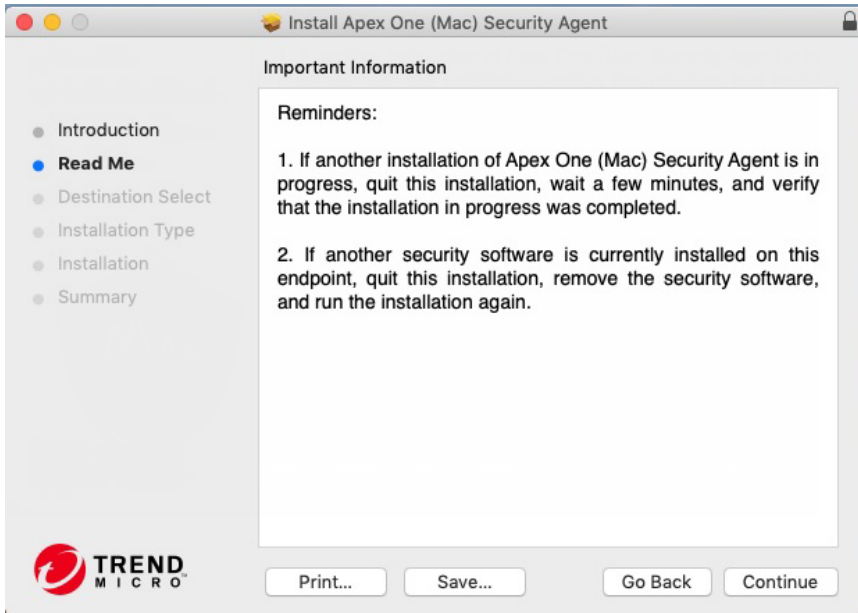 Install Apex One (Mac) Security Agent
Important Information
Introduction
Read Me
Destination Select
Installation Type
Installation
Summary
Reminders:
1. If another installation of Apex One (Mac) Security Agent is in
progress, quit this installation, wait a few minutes, and verify
that the installation in progress was completed.
2. If another security software is currently installed on this
endpoint, quit this installation, remove the security software,
and run the installation again.
TREND
MICRO™
Print...
Save...
Go Back
Continue